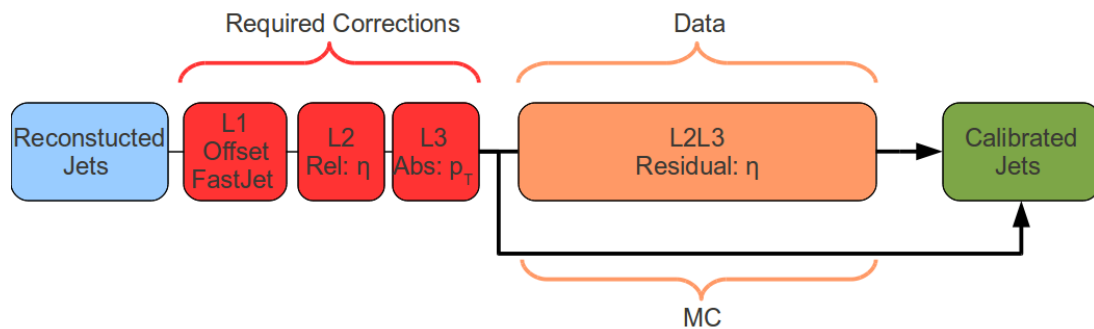 Required Corrections
Data
Reconstucted
Jets
L1
Offset
FastJet
L2
Rel: η
L3
Abs: pT
L2L3
Residual: η
Calibrated
Jets
MC